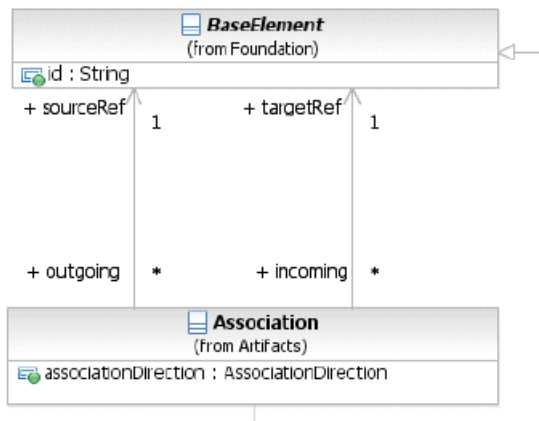 BaseElement
(from Foundation)
id : String
+ sourceRef
1
+ targetRef
1
+ outgoing
*
+ incoming
*
Association
(from Artifacts)
associationDirection : AssociationDirection